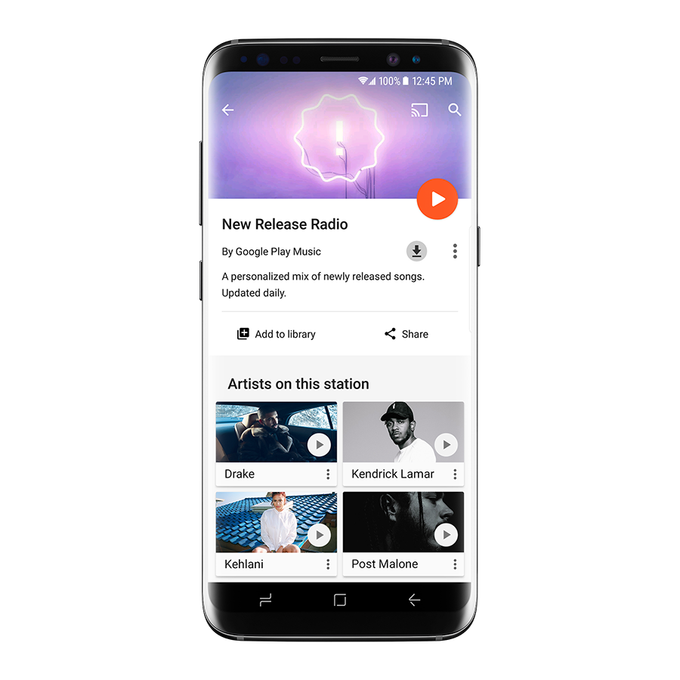 100% 12:45 PM
New Release Radio
By Google Play Music
A personalized mix of newly released songs.
Updated daily.
Add to library
Share
Artists on this station
Drake
Kendrick Lamar
Kehlani
Post Malone